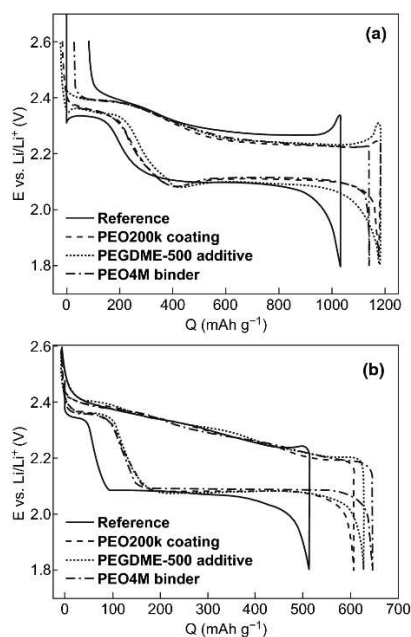 (a)
2.6
2.4
2.2
2.0
1.8
E vs. Li/Li⁺ (V)
Reference
PEO200k coating
PEGDME-500 additive
PEO4M binder
0 200 400 600 800 1000 1200
Q (mAh g⁻¹)
(b)
2.6
2.4
2.2
2.0
1.8
E vs. Li/Li⁺ (V)
Reference
PEO200k coating
PEGDME-500 additive
PEO4M binder
0 100 200 300 400 500 600 700
Q (mAh g⁻¹)